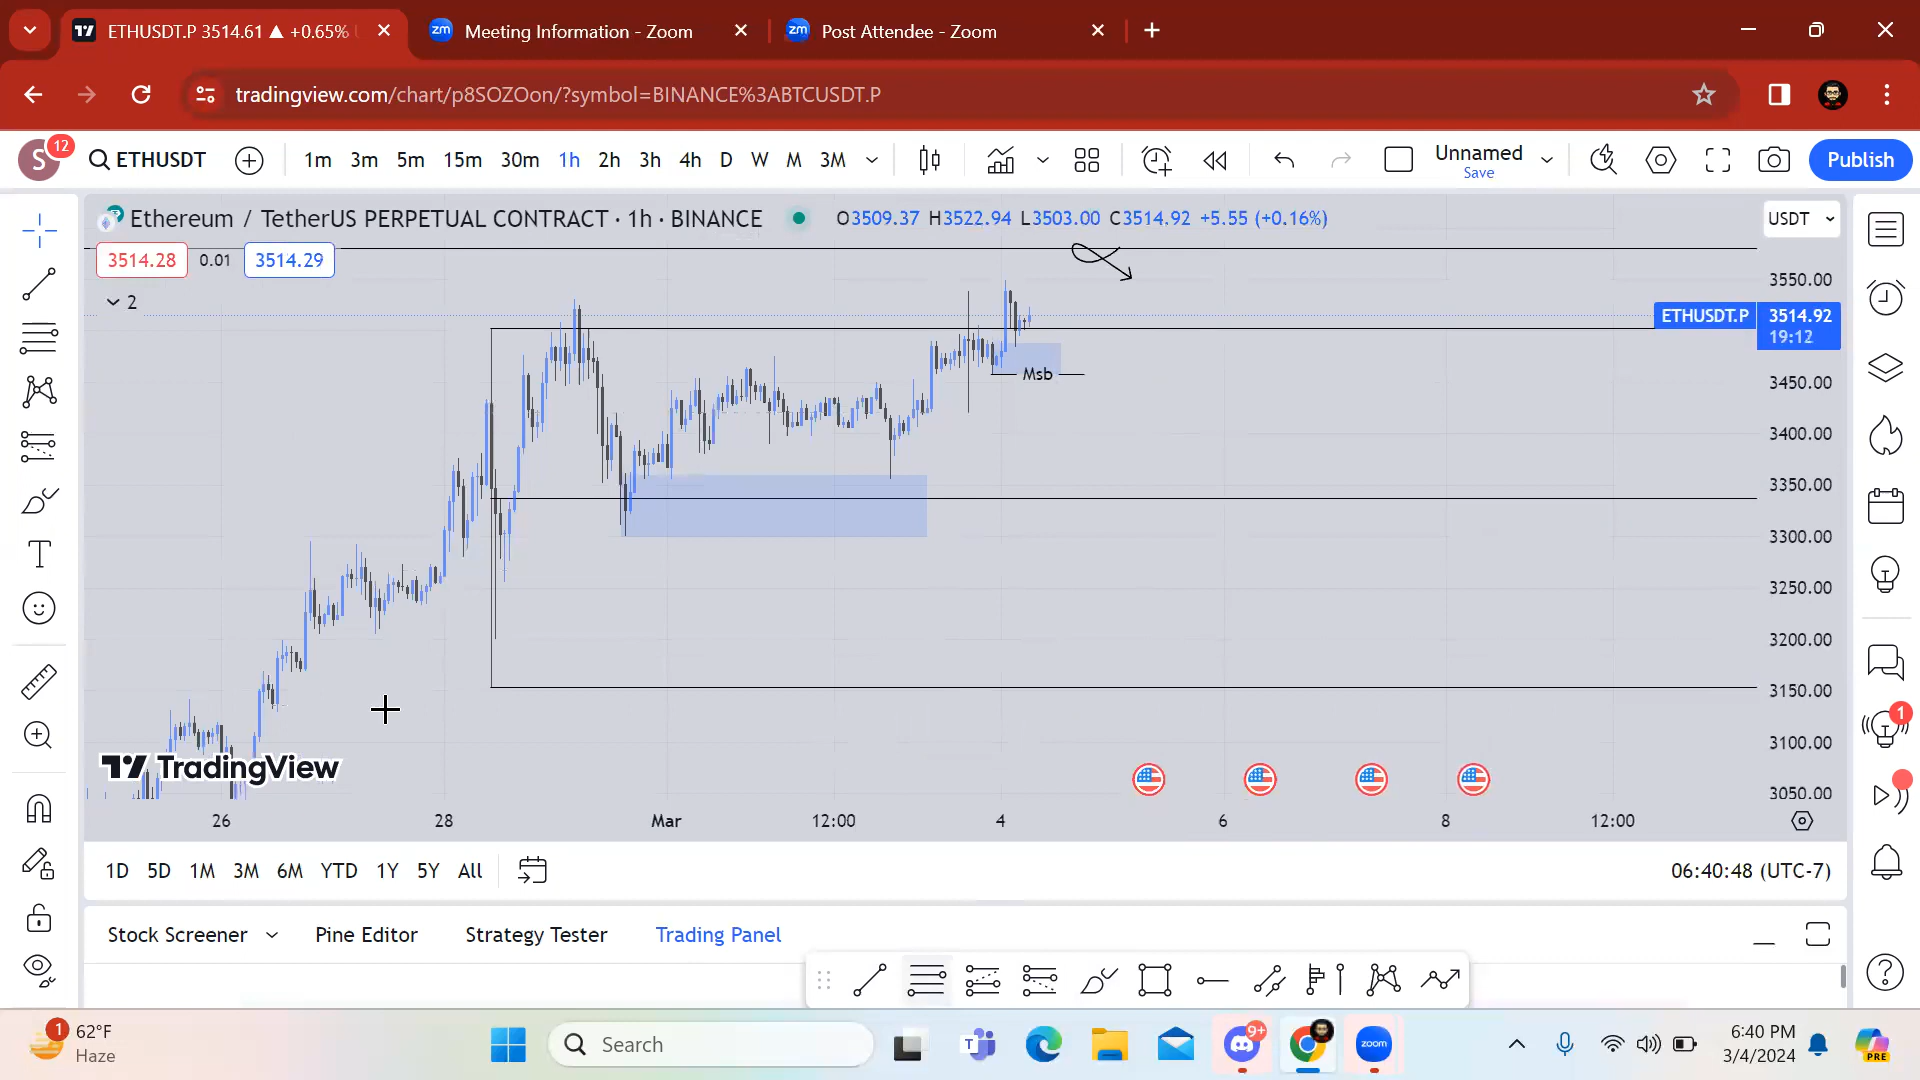 ETHUSDT.P 3514.61 ▲ +0.65%
Meeting Information - Zoom
Post Attendee - Zoom
tradingview.com/chart/p8SOZOon/?symbol=BINANCE%3ABTCUSDT.P
S 12
ETHUSDT
1m 3m 5m 15m 30m 1h 2h 3h 4h D W M 3M
Unnamed
Save
Publish
Ethereum / TetherUS PERPETUAL CONTRACT · 1h · BINANCE
O3509.37 H3522.94 L3503.00 C3514.92 +5.55 (+0.16%)
USDT
3514.28 0.01 3514.29
2
3550.00
ETHUSDT.P 3514.92
19:12
Msb
3450.00
3400.00
3350.00
3300.00
3250.00
3200.00
3150.00
3100.00
3050.00
1
TradingView
26 28 Mar 12:00 4 6 8 12:00
1D 5D 1M 3M 6M YTD 1Y 5Y All
06:40:48 (UTC-7)
Stock Screener Pine Editor Strategy Tester Trading Panel
1
62°F
Haze
Search
9+
zoom
6:40 PM
3/4/2024
PRE